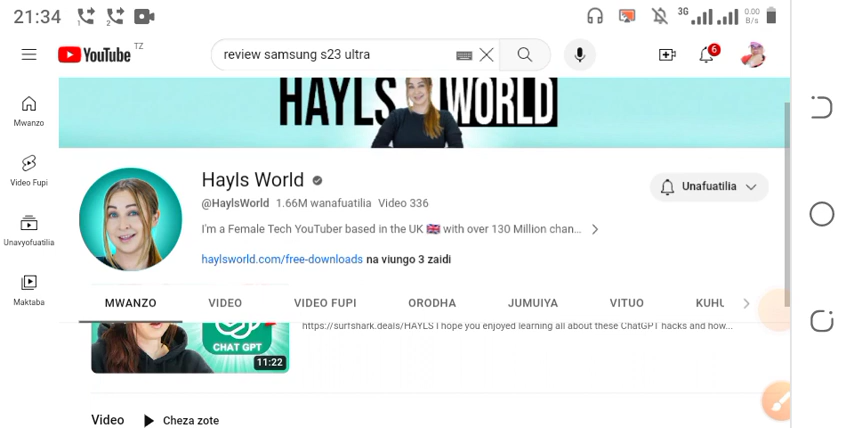 21:34
3G
0.00 B/s
YouTube TZ
review samsung s23 ultra
6
HAYLS WORLD
Mwanzo
Video Fupi
Unavyofuatilia
Maktaba
Hayls World
@HaylsWorld 1.66M wanafuatilia Video 336
Unafuatilia
I'm a Female Tech YouTuber based in the UK 🇬🇧 with over 130 Million chan...
haylsworld.com/free-downloads na viungo 3 zaidi
MWANZO VIDEO VIDEO FUPI ORODHA JUMUIYA VITUO KUHU
https://surfshark.deals/HAYLS I hope you enjoyed learning all about these ChatGPT hacks and how...
CHAT GPT
11:22
Video Cheza zote